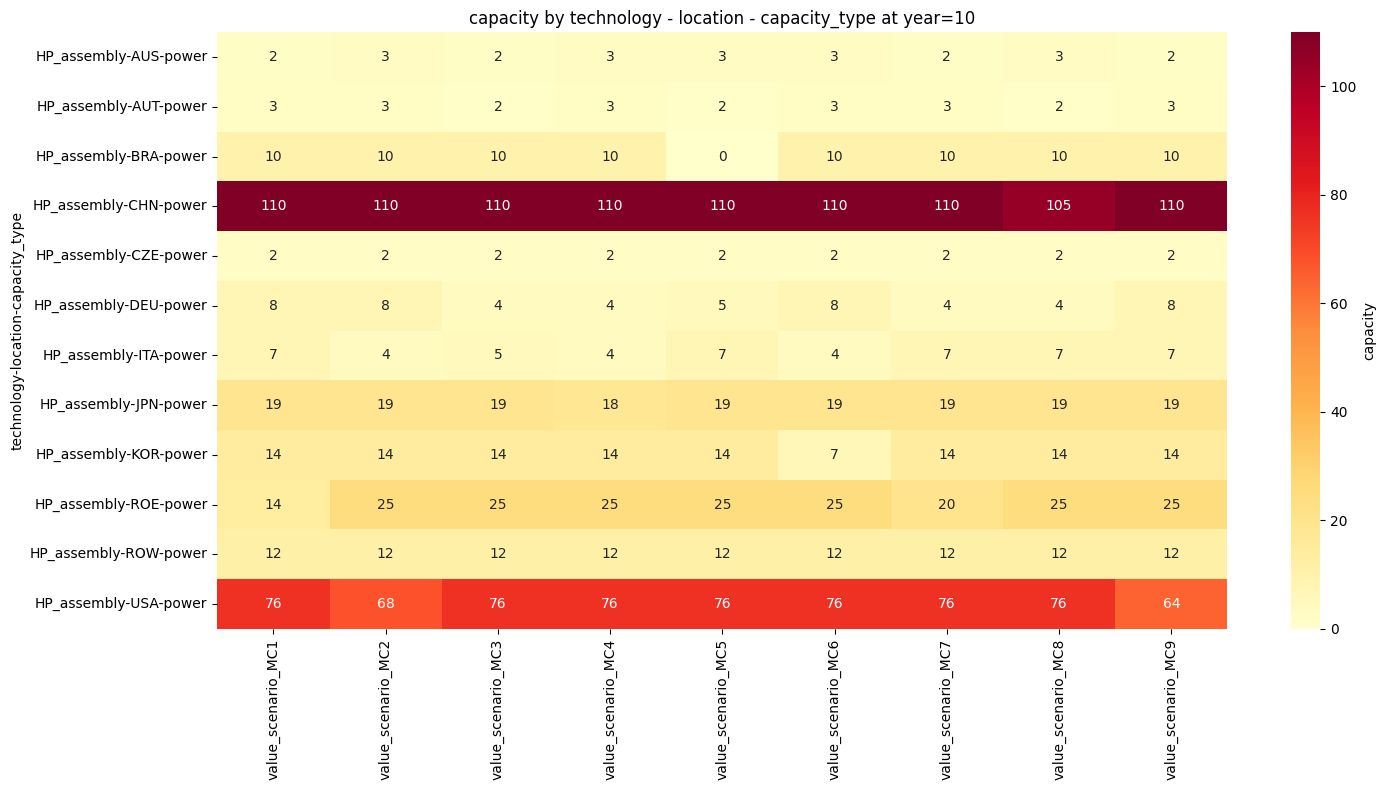 capacity by technology - location - capacity_type at year=10
technology-location-capacity_type
HP_assembly-AUS-power 2 3 2 3 3 3 2 3 2
HP_assembly-AUT-power 3 3 2 3 2 3 3 2 3
HP_assembly-BRA-power 10 10 10 10 0 10 10 10 10
HP_assembly-CHN-power 110 110 110 110 110 110 110 105 110
HP_assembly-CZE-power 2 2 2 2 2 2 2 2 2
HP_assembly-DEU-power 8 8 4 4 5 8 4 4 8
HP_assembly-ITA-power 7 4 5 4 7 4 7 7 7
HP_assembly-JPN-power 19 19 19 18 19 19 19 19 19
HP_assembly-KOR-power 14 14 14 14 14 7 14 14 14
HP_assembly-ROE-power 14 25 25 25 25 25 20 25 25
HP_assembly-ROW-power 12 12 12 12 12 12 12 12 12
HP_assembly-USA-power 76 68 76 76 76 76 76 76 64
value_scenario_MC1
value_scenario_MC2
value_scenario_MC3
value_scenario_MC4
value_scenario_MC5
value_scenario_MC6
value_scenario_MC7
value_scenario_MC8
value_scenario_MC9
100
80
60
40
20
0
capacity